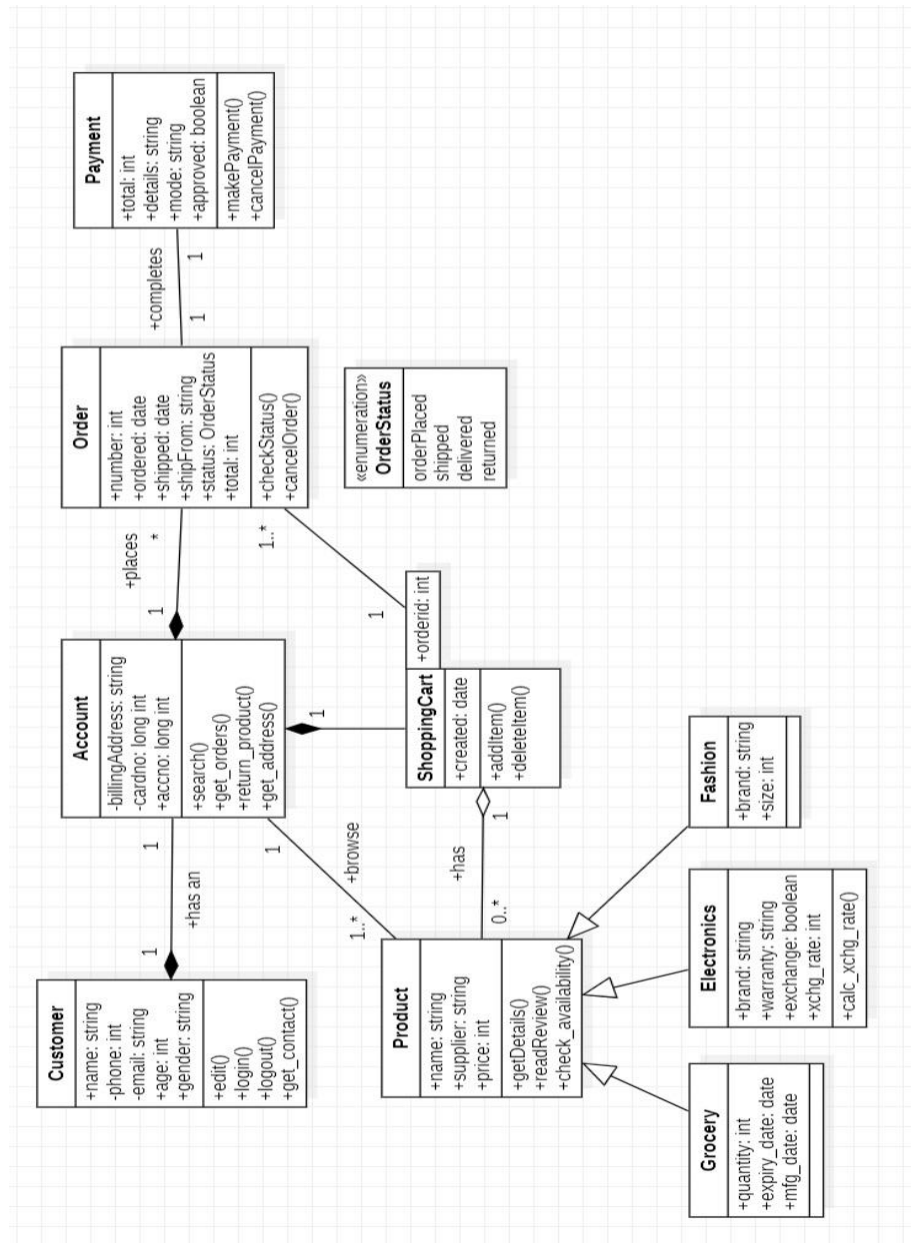 Customer
+name: string
-phone: int
-email: string
+age: int
+gender: string
+edit()
+login()
+logout()
+get_contact()
1
+has an
1
Account
-billingAddress: string
-cardno: long int
+accno: long int
+search()
+get_orders()
+return_product()
+get_address()
1
+places
*
Order
+number: int
+ordered: date
+shipped: date
+shipFrom: string
+status: OrderStatus
+total: int
+checkStatus()
+cancelOrder()
+completes
1
1
Payment
+total: int
+details: string
+mode: string
+approved: boolean
+makePayment()
+cancelPayment()
1
+browse
1..*
1
1..*
1
«enumeration»
OrderStatus
orderPlaced
shipped
delivered
returned
Product
+name: string
+supplier: string
+price: int
+getDetails()
+readReview()
+check_availability()
0..*
+has
1
ShoppingCart
+created: date
+addItem()
+deleteItem()
+orderid: int
Grocery
+quantity: int
+expiry_date: date
+mfg_date: date
Electronics
+brand: string
+warranty: string
+exchange: boolean
+xchg_rate: int
+calc_xchg_rate()
Fashion
+brand: string
+size: int